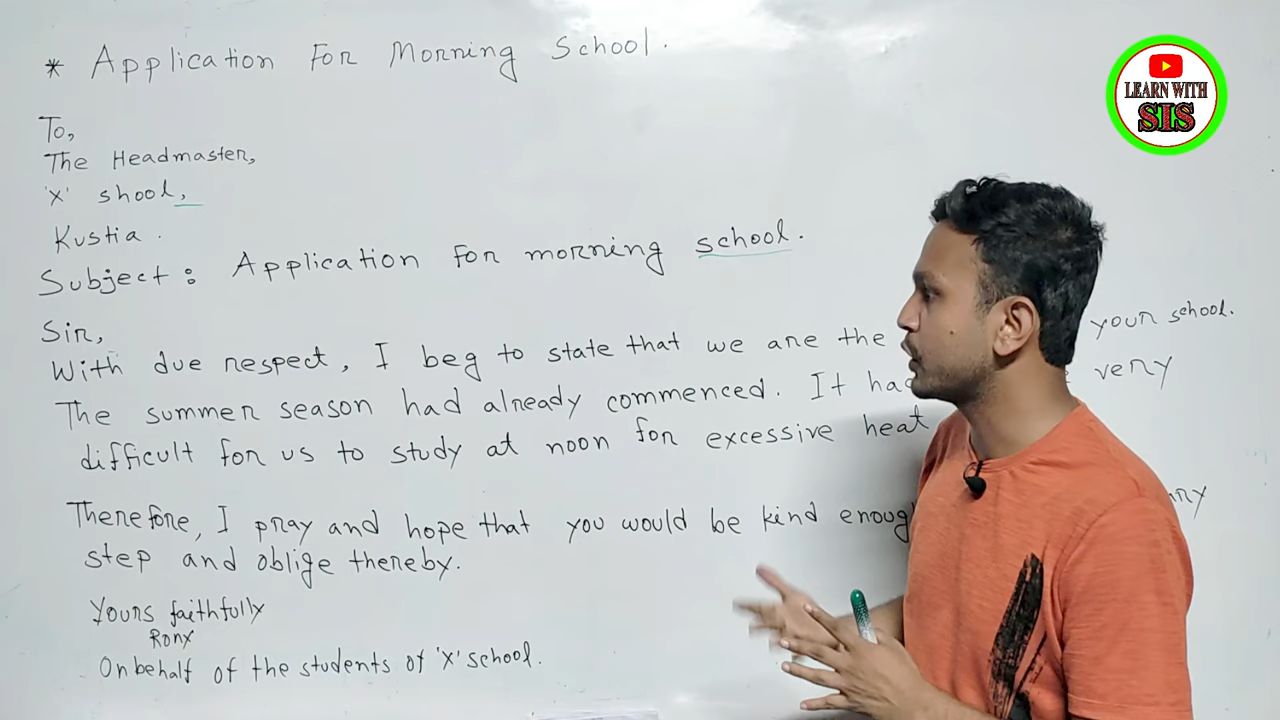 * Application For Morning School.
LEARN WITH
SIS
To,
The Headmaster,
'X' shool,
Kustia.
Subject: Application For morning school.
Sir,
With due respect, I beg to state that we are the your school.
The summer season had already commenced. It had very
difficult for us to study at noon for excessive heat
Therefore, I pray and hope that you would be kind
step and oblige thereby.
Yours faithfully
Rony
On behalf of the students of 'X' school.